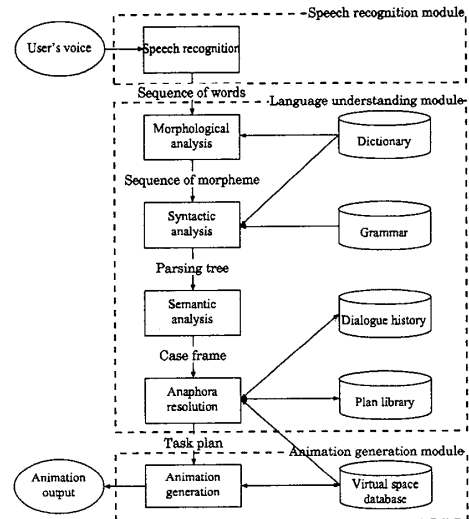 Speech recognition module
User's voice
Speech recognition
Sequence of words
Language understanding module
Morphological
analysis
Dictionary
Sequence of morpheme
Syntactic
analysis
Grammar
Parsing tree
Semantic
analysis
Dialogue history
Case frame
Anaphora
resolution
Plan library
Task plan
Animation generation module
Animation
output
Animation
generation
Virtual space
database